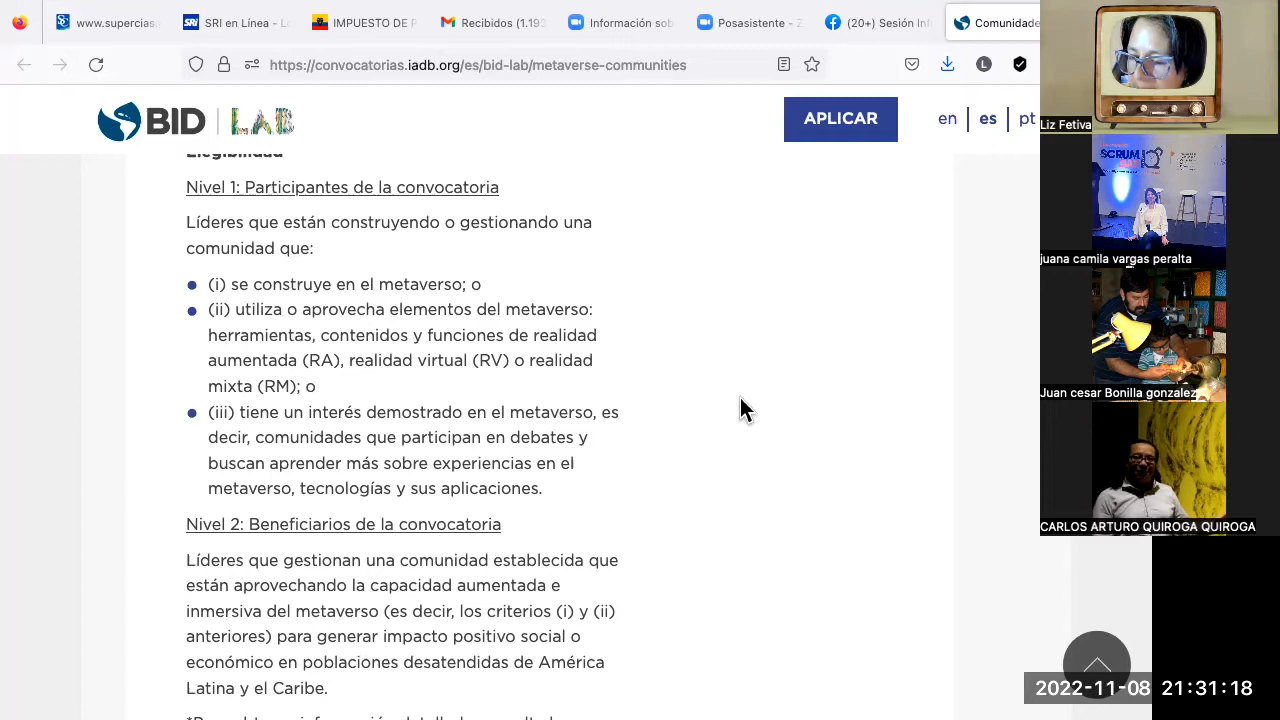 www.supercias.
SRi
SRI en Línea - Lo
IMPUESTO DE P
Recibidos (1.193
Información sob
Posasistente - Z
(20+) Sesión Inf
Comunidade
https://convocatorias.iadb.org/es/bid-lab/metaverse-communities
BID | LAB
APLICAR
en | es | pt
Elegibilidad
Nivel 1: Participantes de la convocatoria
Líderes que están construyendo o gestionando una
comunidad que:
(i) se construye en el metaverso; o
(ii) utiliza o aprovecha elementos del metaverso:
herramientas, contenidos y funciones de realidad
aumentada (RA), realidad virtual (RV) o realidad
mixta (RM); o
(iii) tiene un interés demostrado en el metaverso, es
decir, comunidades que participan en debates y
buscan aprender más sobre experiencias en el
metaverso, tecnologías y sus aplicaciones.
Nivel 2: Beneficiarios de la convocatoria
Líderes que gestionan una comunidad establecida que
están aprovechando la capacidad aumentada e
inmersiva del metaverso (es decir, los criterios (i) y (ii)
anteriores) para generar impacto positivo social o
económico en poblaciones desatendidas de América
Latina y el Caribe.
Liz Fetiva
SCRUM
DAY
juana camila vargas peralta
Juan cesar Bonilla gonzalez
CARLOS ARTURO QUIROGA QUIROGA
2022-11-08 21:31:18